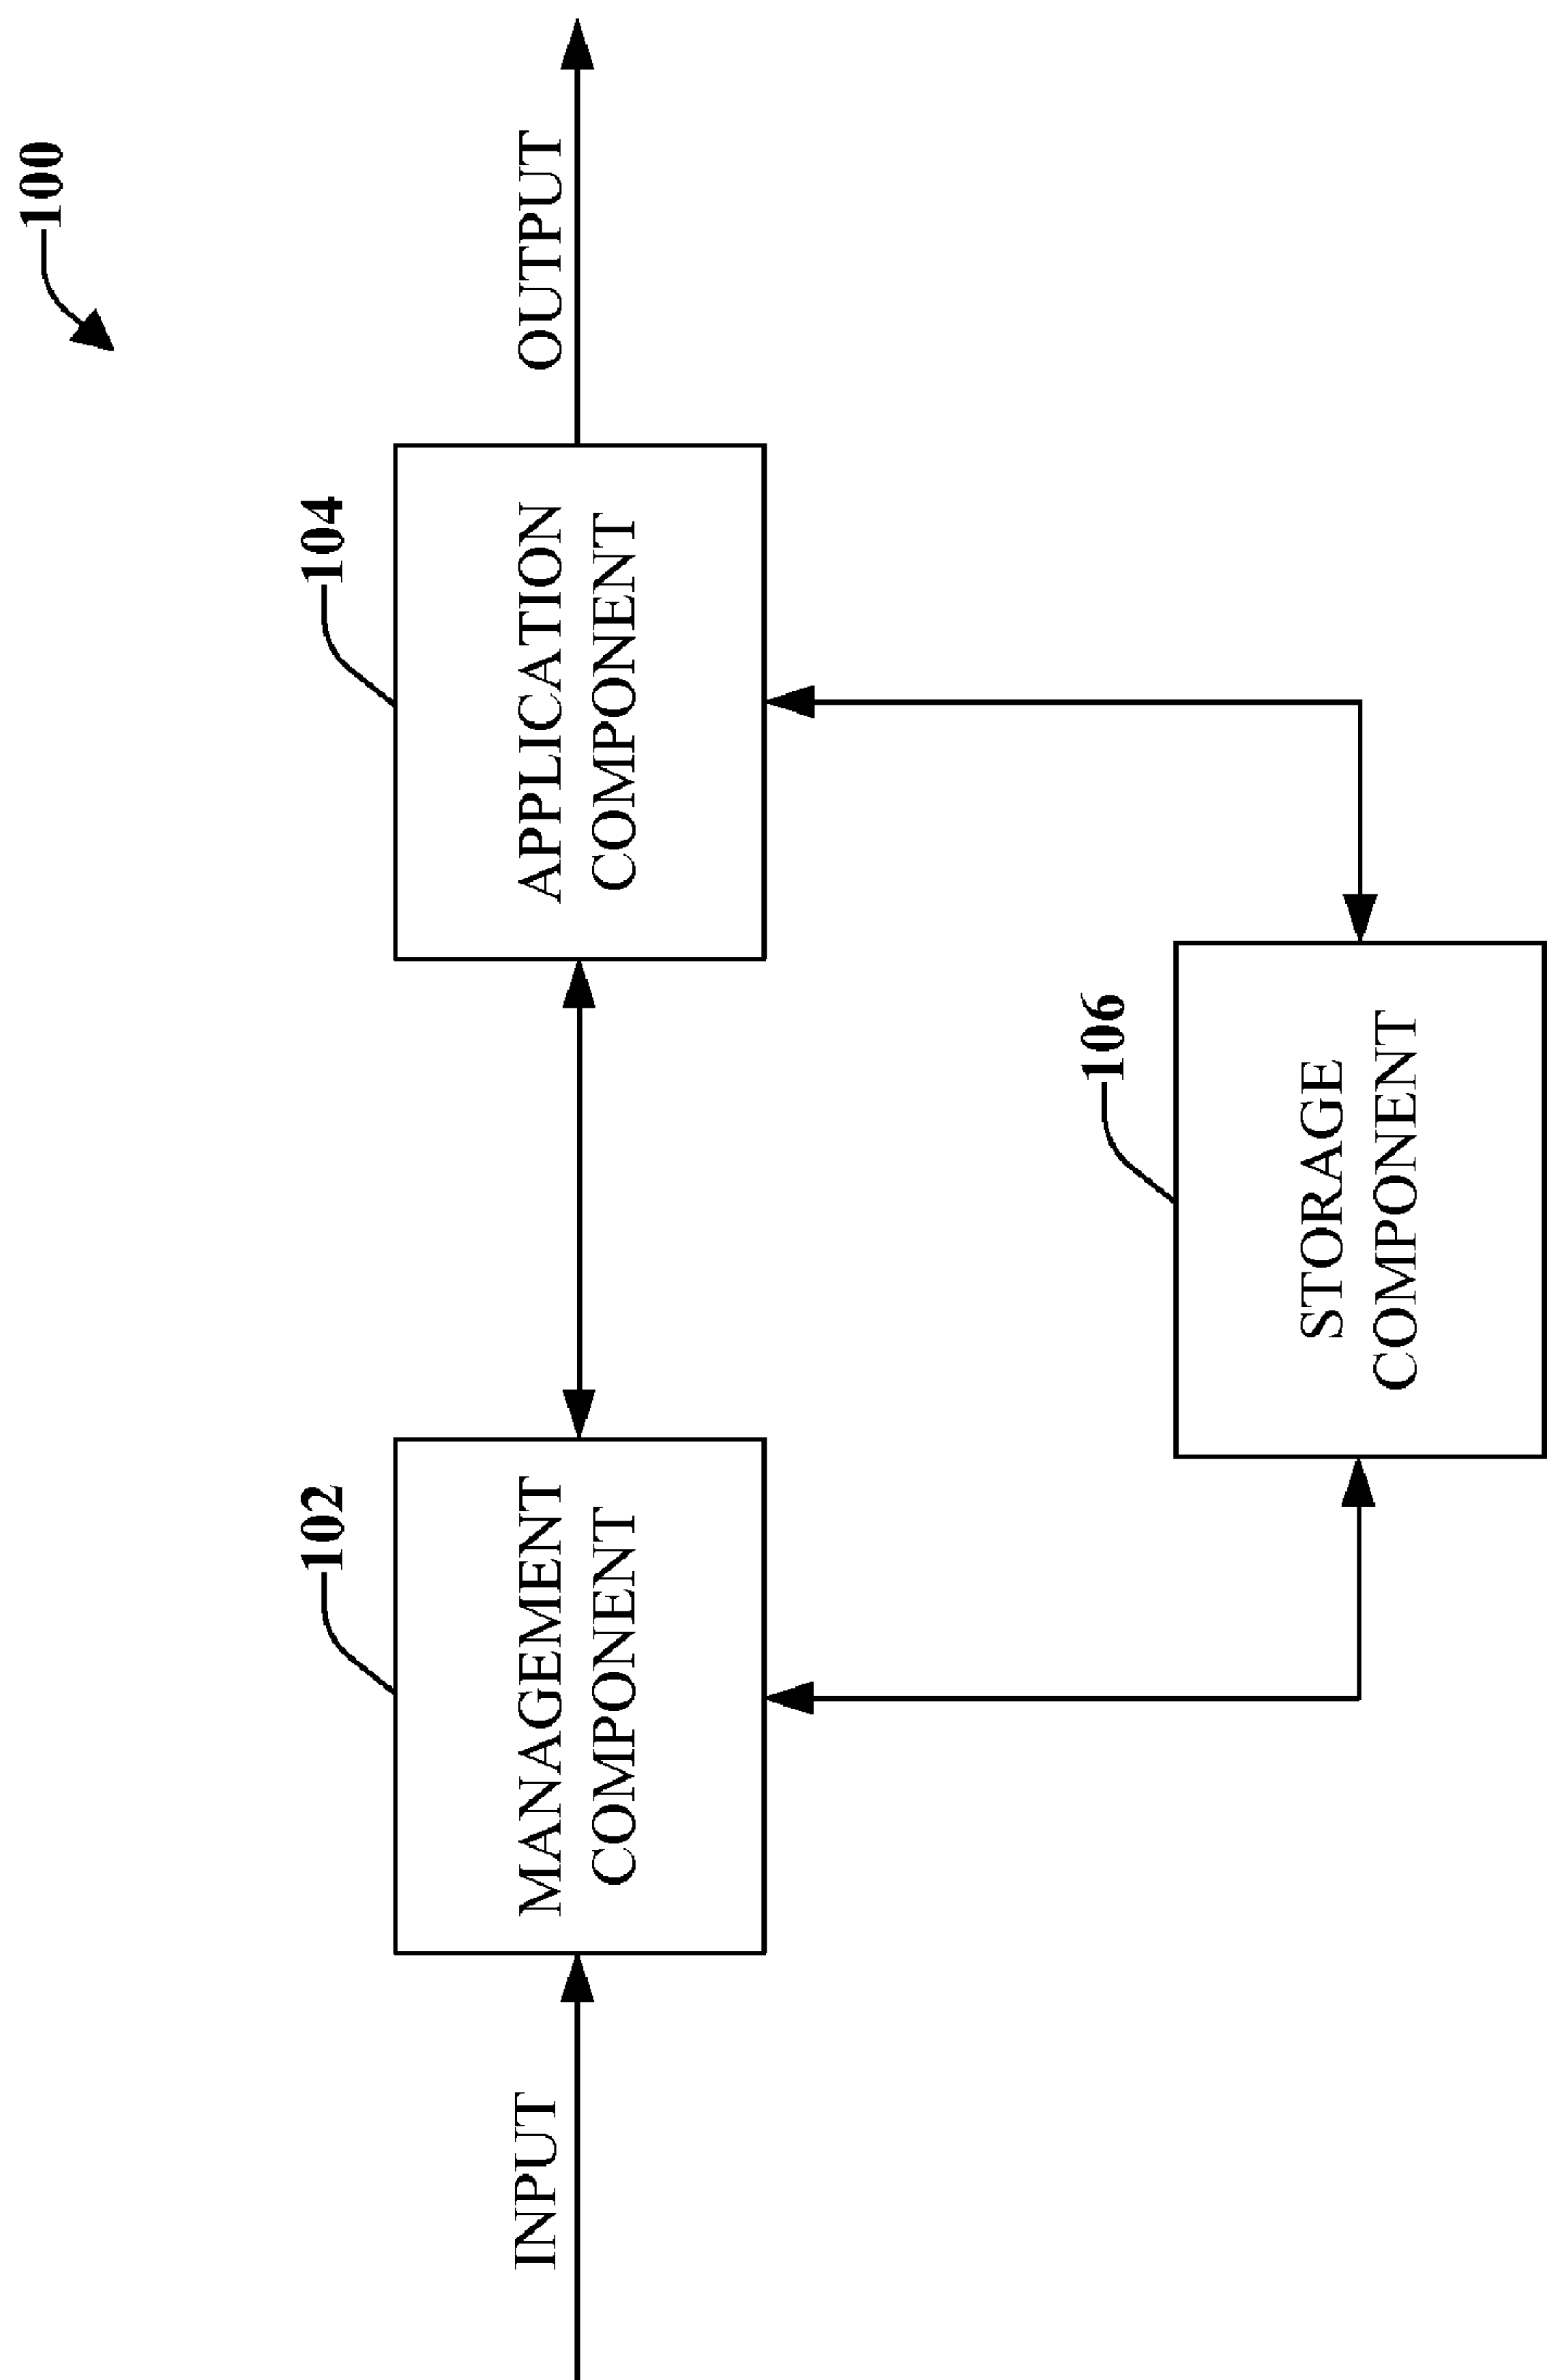 100
102
104
INPUT
MANAGEMENT
COMPONENT
APPLICATION
COMPONENT
OUTPUT
106
STORAGE
COMPONENT